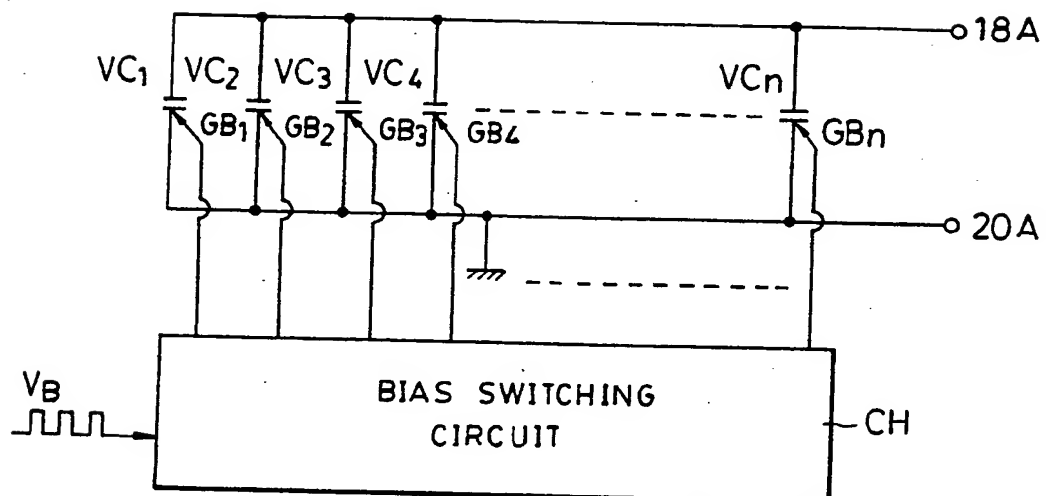 18A
VC1 VC2 VC3 VC4 VCn
GB1 GB2 GB3 GB4 GBn
20A
VB
BIAS SWITCHING
CIRCUIT
CH